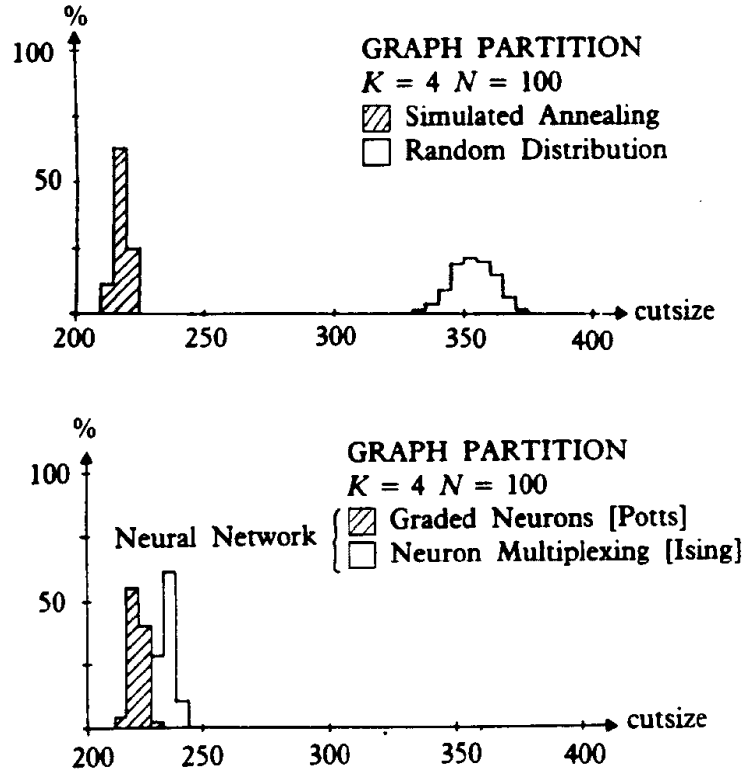 %
100
GRAPH PARTITION
K = 4 N = 100
Simulated Annealing
Random Distribution
50
200 250 300 350 400
cutsize
%
100
GRAPH PARTITION
K = 4 N = 100
Neural Network
Graded Neurons [Potts]
Neuron Multiplexing [Ising]
50
200 250 300 350 400
cutsize